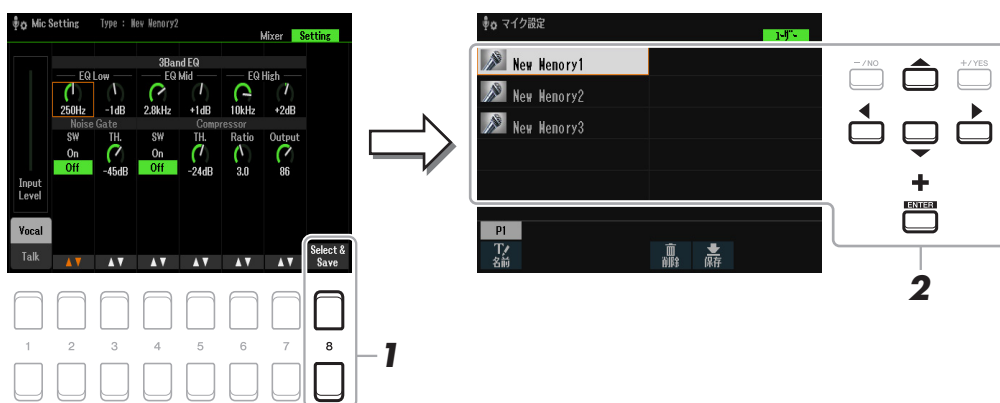 Mic Setting Type : New Memory2
Mixer Setting
3Band EQ
EQ Low EQ Mid EQ High
250Hz -1dB 2.8kHz +1dB 10kHz +2dB
Noise Gate Compressor
SW TH. SW TH. Ratio Output
On On
Off -45dB Off -24dB 3.0 86
Input
Level
Vocal
Talk
Select &
Save
1 2 3 4 5 6 7 8
1
マイク設定
ユーザー
New Memory1
New Memory2
New Memory3
P1
名前 削除 保存
-/NO +/YES
+
ENTER
2